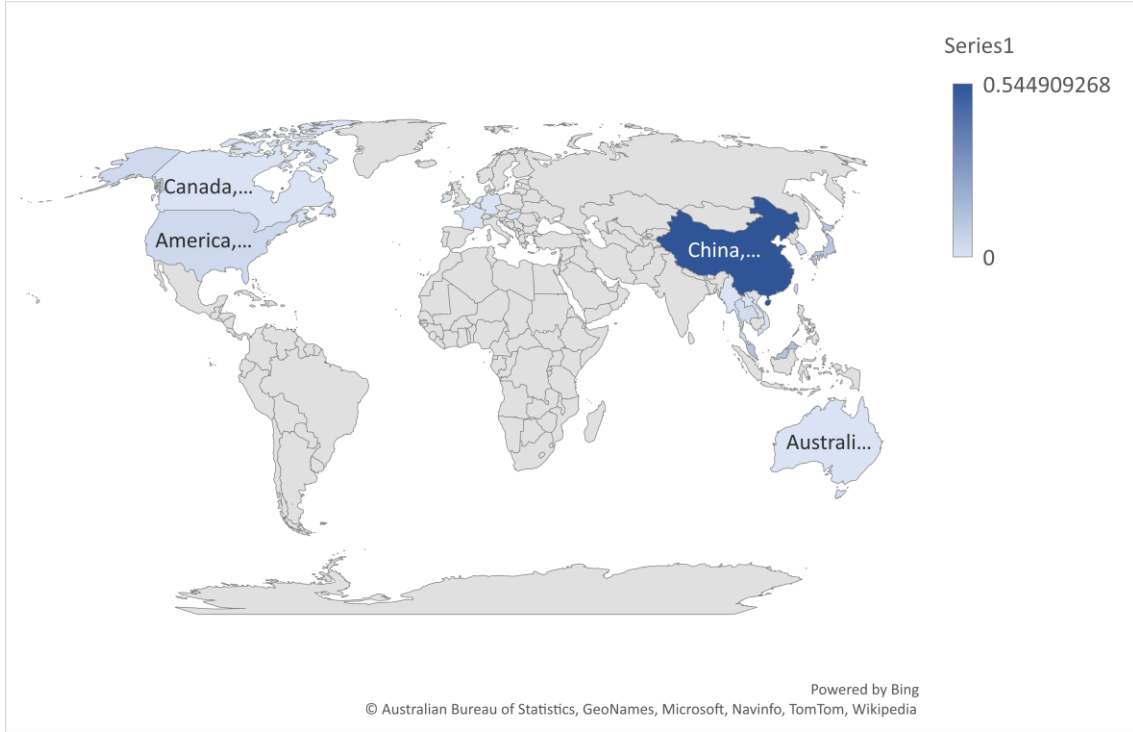 Series1
0.544909268
0
Canada,...
America,...
China,...
Australi...
Powered by Bing
© Australian Bureau of Statistics, GeoNames, Microsoft, Navinfo, TomTom, Wikipedia